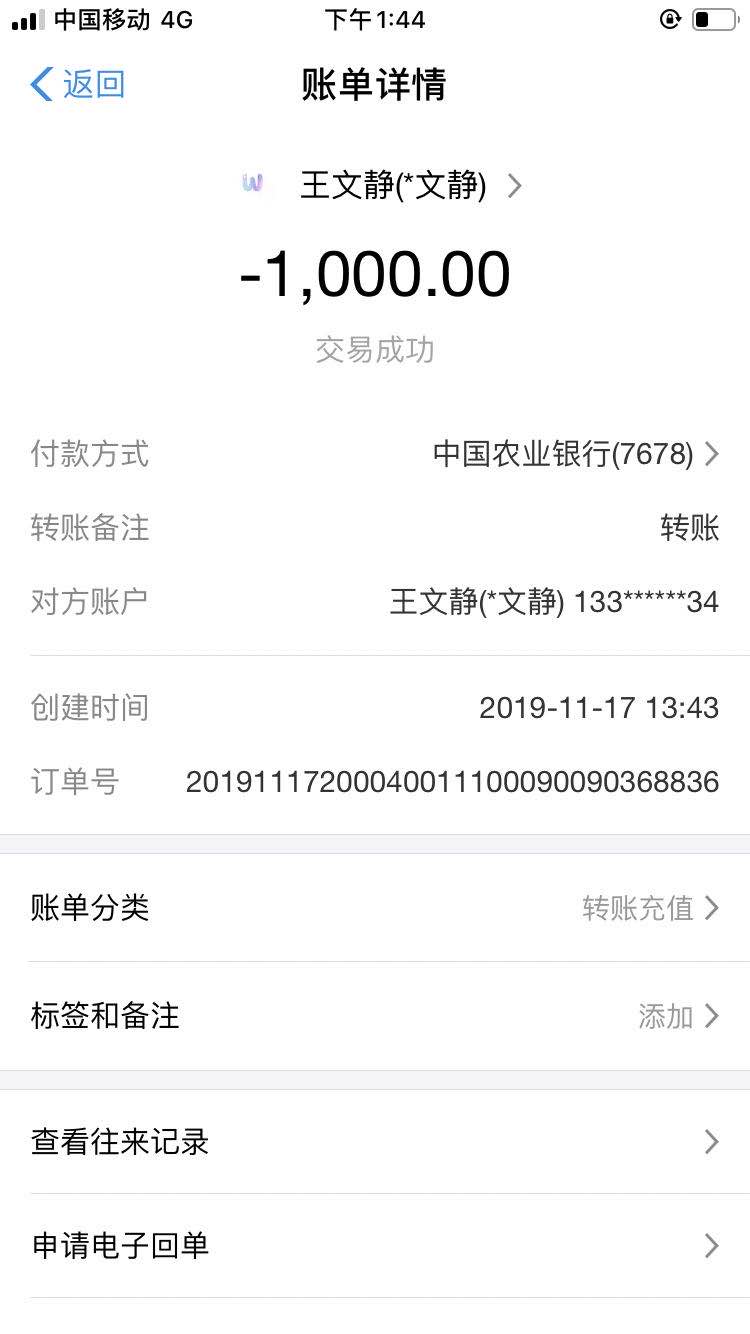 中国移动 4G 下午1:44
返回 账单详情
王文静(*文静)
-1,000.00
交易成功
付款方式 中国农业银行(7678)
转账备注 转账
对方账户 王文静(*文静) 133******34
创建时间 2019-11-17 13:43
订单号 20191117200040011100090090368836
账单分类 转账充值
标签和备注 添加
查看往来记录
申请电子回单